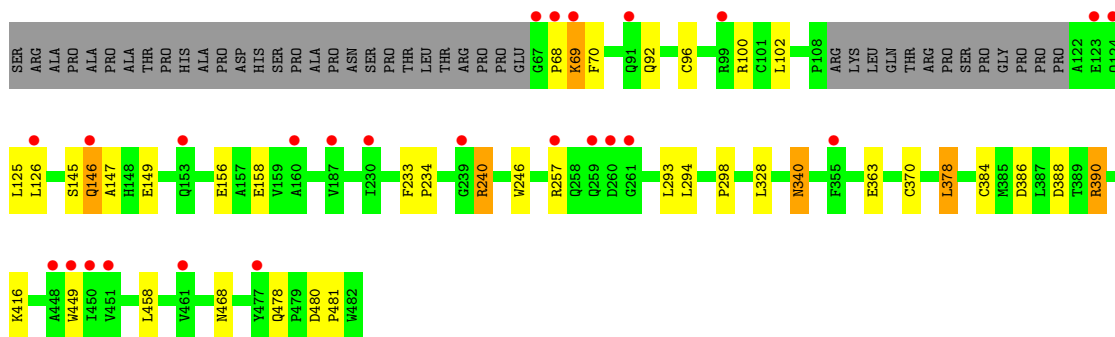 SER ARG ALA PRO ALA PRO ALA THR PRO HIS ALA PRO ASP HIS SER PRO ALA PRO ASN SER PRO THR LEU THR ARG PRO PRO GLU G67 P68 K69 F70 Q91 Q92 C96 R99 R100 C101 L102 P108 ARG LYS LEU GLN THR ARG PRO SER PRO GLY PRO PRO PRO A122 E123
L125 L126 S145 Q146 A147 H148 E149 Q153 E156 A157 E158 V159 A160 V187 I230 F233 P234 G239 R240 W246 R257 Q258 Q259 D260 G261 L293 L294 P298 L328 N340 F355 E363 C370 L378 C384 M385 D386 L387 D388 T389 R390
K416 A448 W449 I450 V451 L458 V461 N468 Y477 Q478 P479 D480 P481 W482